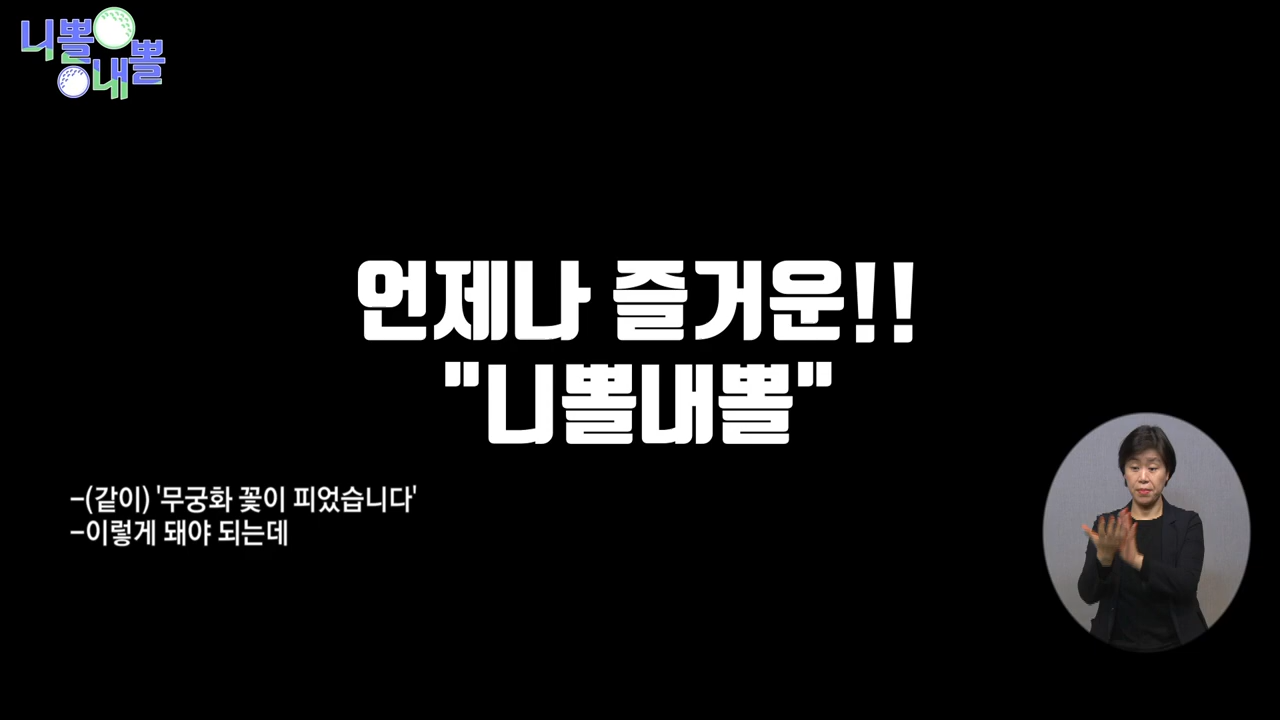 니뽈
내뽈
언제나 즐거운!!
"니뽈내뽈"
-(같이) '무궁화 꽃이 피었습니다'
-이렇게 돼야 되는데